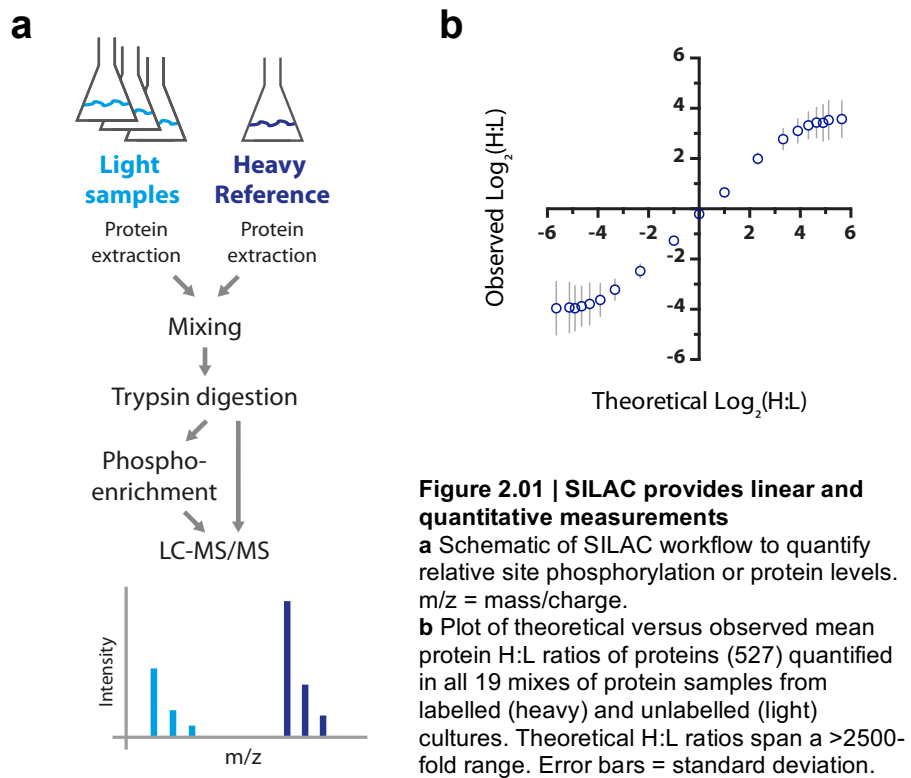 a
Light
samples
Heavy
Reference
Protein
extraction
Protein
extraction
Mixing
Trypsin digestion
Phospho-
enrichment
LC-MS/MS
Intensity
m/z
b
Observed Log₂(H:L)
6
4
2
-6
-4
-2
2
4
6
-2
-4
-6
Theoretical Log₂(H:L)
Figure 2.01 | SILAC provides linear and
quantitative measurements
a Schematic of SILAC workflow to quantify
relative site phosphorylation or protein levels.
m/z = mass/charge.
b Plot of theoretical versus observed mean
protein H:L ratios of proteins (527) quantified
in all 19 mixes of protein samples from
labelled (heavy) and unlabelled (light)
cultures. Theoretical H:L ratios span a >2500-
fold range. Error bars = standard deviation.